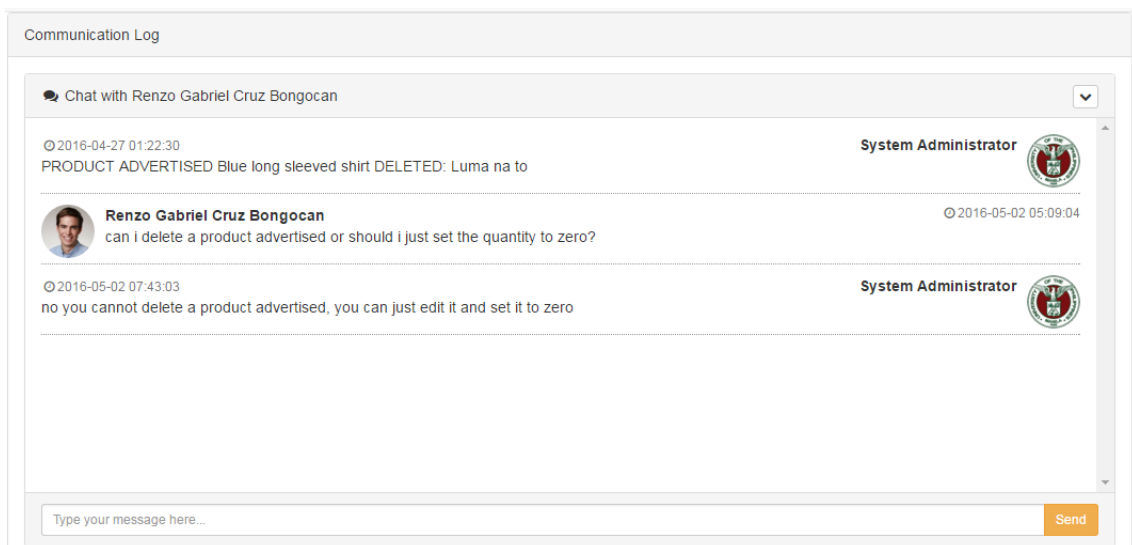 Communication Log
Chat with Renzo Gabriel Cruz Bongocan
2016-04-27 01:22:30 System Administrator
PRODUCT ADVERTISED Blue long sleeved shirt DELETED: Luma na to
Renzo Gabriel Cruz Bongocan 2016-05-02 05:09:04
can i delete a product advertised or should i just set the quantity to zero?
2016-05-02 07:43:03 System Administrator
no you cannot delete a product advertised, you can just edit it and set it to zero
Type your message here...
Send